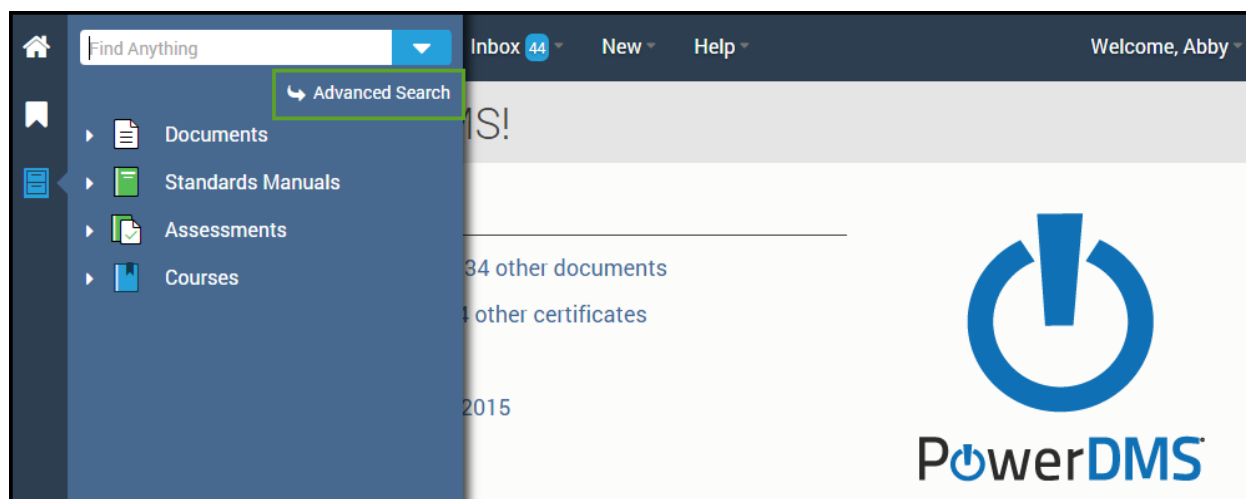 Find Anything
Inbox 44 New Help Welcome, Abby
Advanced Search
MS!
Documents
Standards Manuals
Assessments
Courses
34 other documents
4 other certificates
2015
PowerDMS